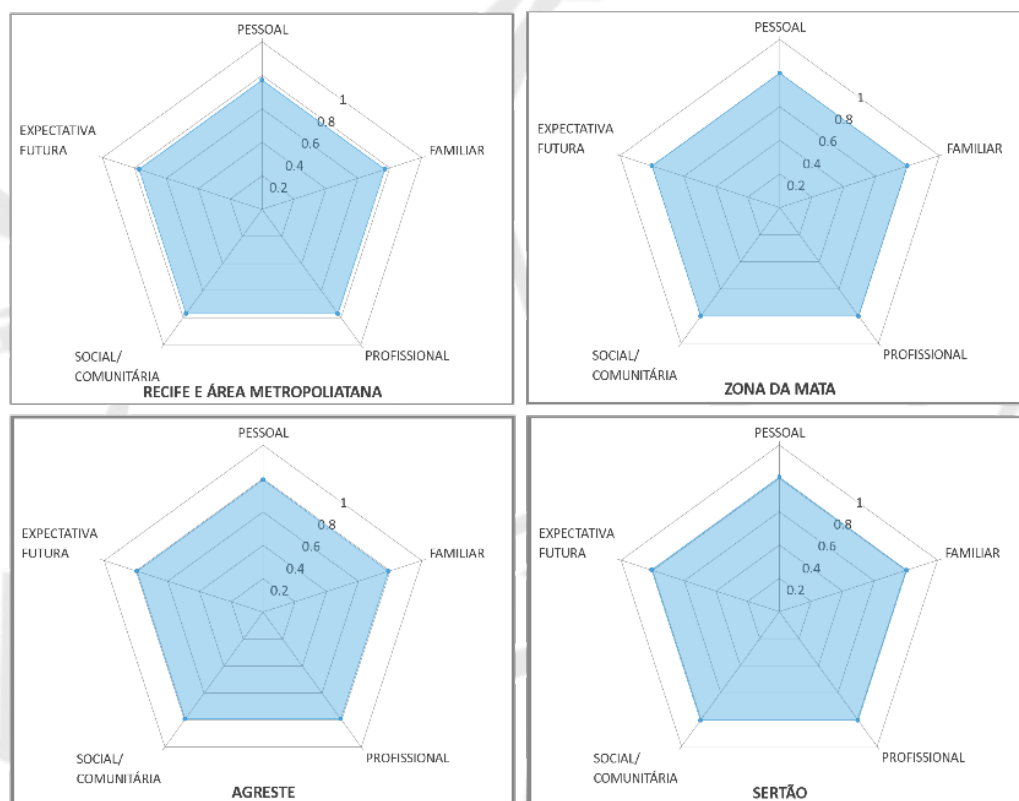 PESSOAL
1
0.8
0.6
0.4
0.2
EXPECTATIVA
FUTURA
FAMILIAR
SOCIAL/
COMUNITÁRIA
PROFISSIONAL
RECIFE E ÁREA METROPOLIATANA
PESSOAL
1
0.8
0.6
0.4
0.2
EXPECTATIVA
FUTURA
FAMILIAR
SOCIAL/
COMUNITÁRIA
PROFISSIONAL
ZONA DA MATA
PESSOAL
1
0.8
0.6
0.4
0.2
EXPECTATIVA
FUTURA
FAMILIAR
SOCIAL/
COMUNITÁRIA
PROFISSIONAL
AGRESTE
PESSOAL
1
0.8
0.6
0.4
0.2
EXPECTATIVA
FUTURA
FAMILIAR
SOCIAL/
COMUNITÁRIA
PROFISSIONAL
SERTÃO